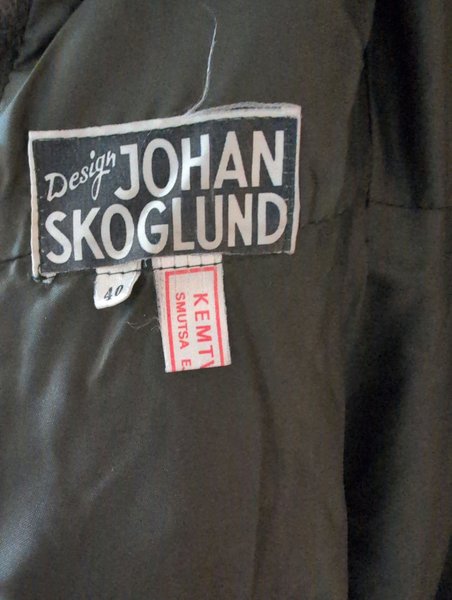 Design JOHAN
SKOGLUND
40
KEMTV
SMUTSA E.